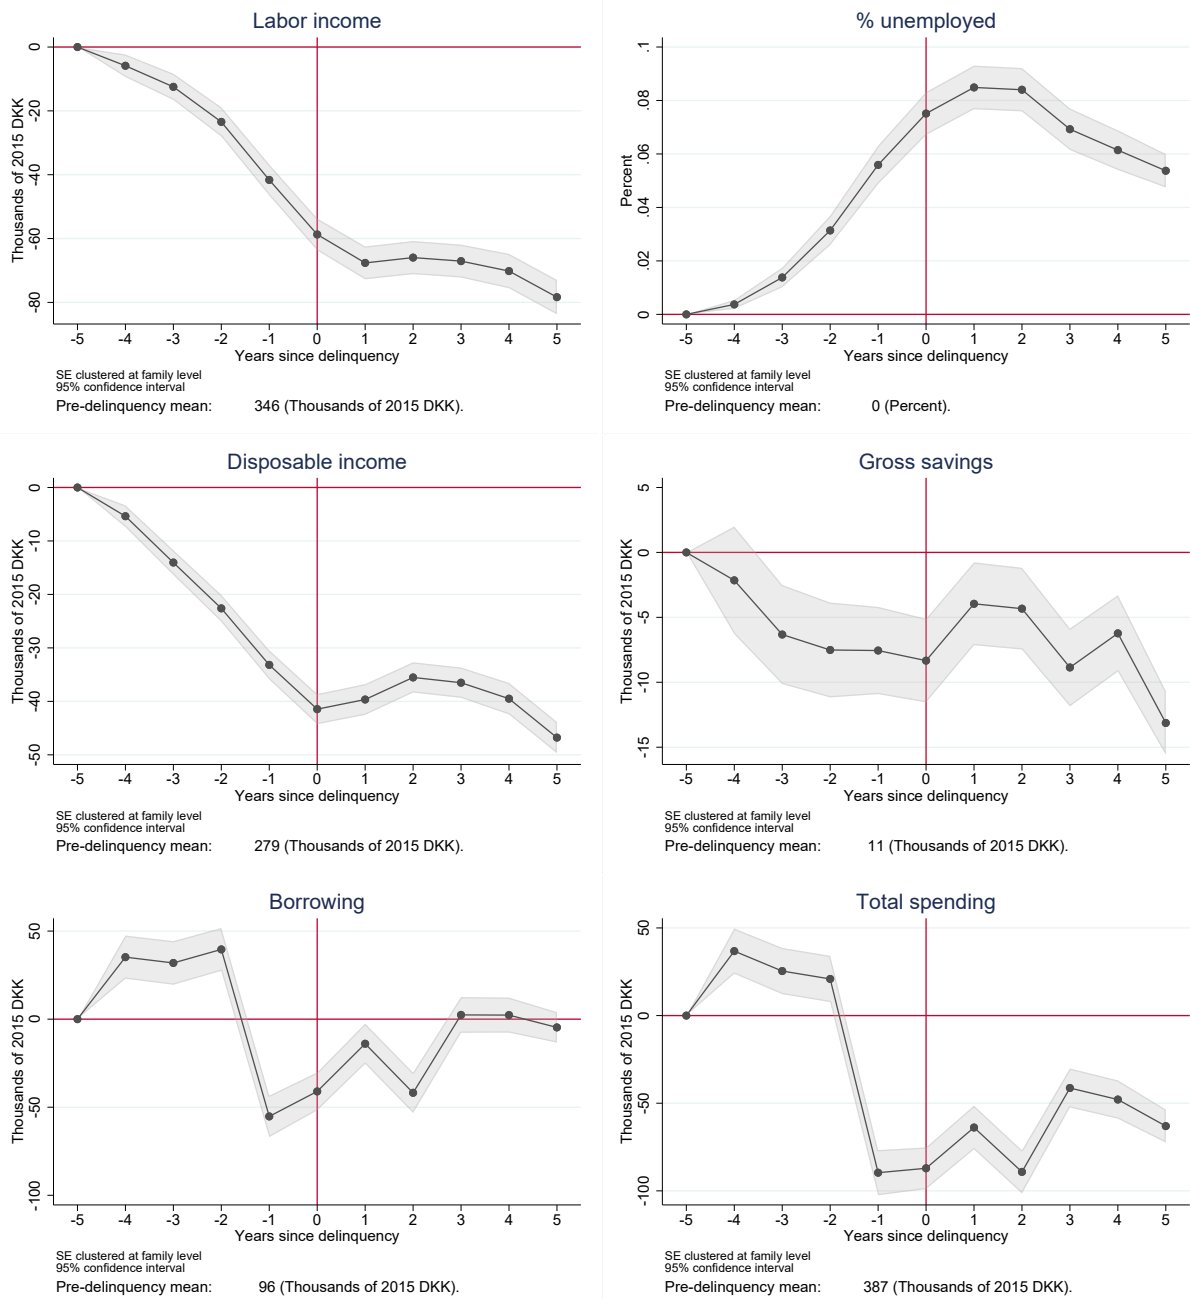 Labor income
Thousands of 2015 DKK
0
-20
-40
-60
-80
-5 -4 -3 -2 -1 0 1 2 3 4 5
Years since delinquency
SE clustered at family level
95% confidence interval
Pre-delinquency mean: 346 (Thousands of 2015 DKK).
% unemployed
Percent
.1
.08
.06
.04
.02
0
-5 -4 -3 -2 -1 0 1 2 3 4 5
Years since delinquency
SE clustered at family level
95% confidence interval
Pre-delinquency mean: 0 (Percent).
Disposable income
Thousands of 2015 DKK
0
-10
-20
-30
-40
-50
-5 -4 -3 -2 -1 0 1 2 3 4 5
Years since delinquency
SE clustered at family level
95% confidence interval
Pre-delinquency mean: 279 (Thousands of 2015 DKK).
Gross savings
Thousands of 2015 DKK
5
0
-5
-10
-15
-5 -4 -3 -2 -1 0 1 2 3 4 5
Years since delinquency
SE clustered at family level
95% confidence interval
Pre-delinquency mean: 11 (Thousands of 2015 DKK).
Borrowing
Thousands of 2015 DKK
50
0
-50
-100
-5 -4 -3 -2 -1 0 1 2 3 4 5
Years since delinquency
SE clustered at family level
95% confidence interval
Pre-delinquency mean: 96 (Thousands of 2015 DKK).
Total spending
Thousands of 2015 DKK
50
0
-50
-100
-5 -4 -3 -2 -1 0 1 2 3 4 5
Years since delinquency
SE clustered at family level
95% confidence interval
Pre-delinquency mean: 387 (Thousands of 2015 DKK).